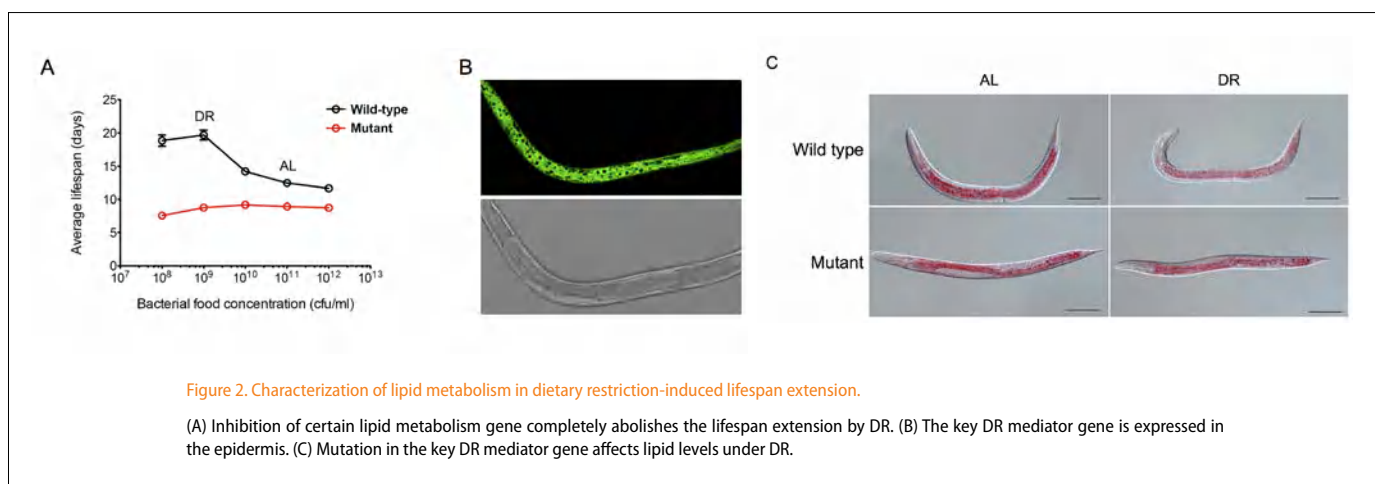 A
Average lifespan (days)
25
20
15
10
5
0
DR
AL
Wild-type
Mutant
10⁷ 10⁸ 10⁹ 10¹⁰ 10¹¹ 10¹² 10¹³
Bacterial food concentration (cfu/ml)
B
C
AL DR
Wild type
Mutant
Figure 2. Characterization of lipid metabolism in dietary restriction-induced lifespan extension.
(A) Inhibition of certain lipid metabolism gene completely abolishes the lifespan extension by DR. (B) The key DR mediator gene is expressed in
the epidermis. (C) Mutation in the key DR mediator gene affects lipid levels under DR.